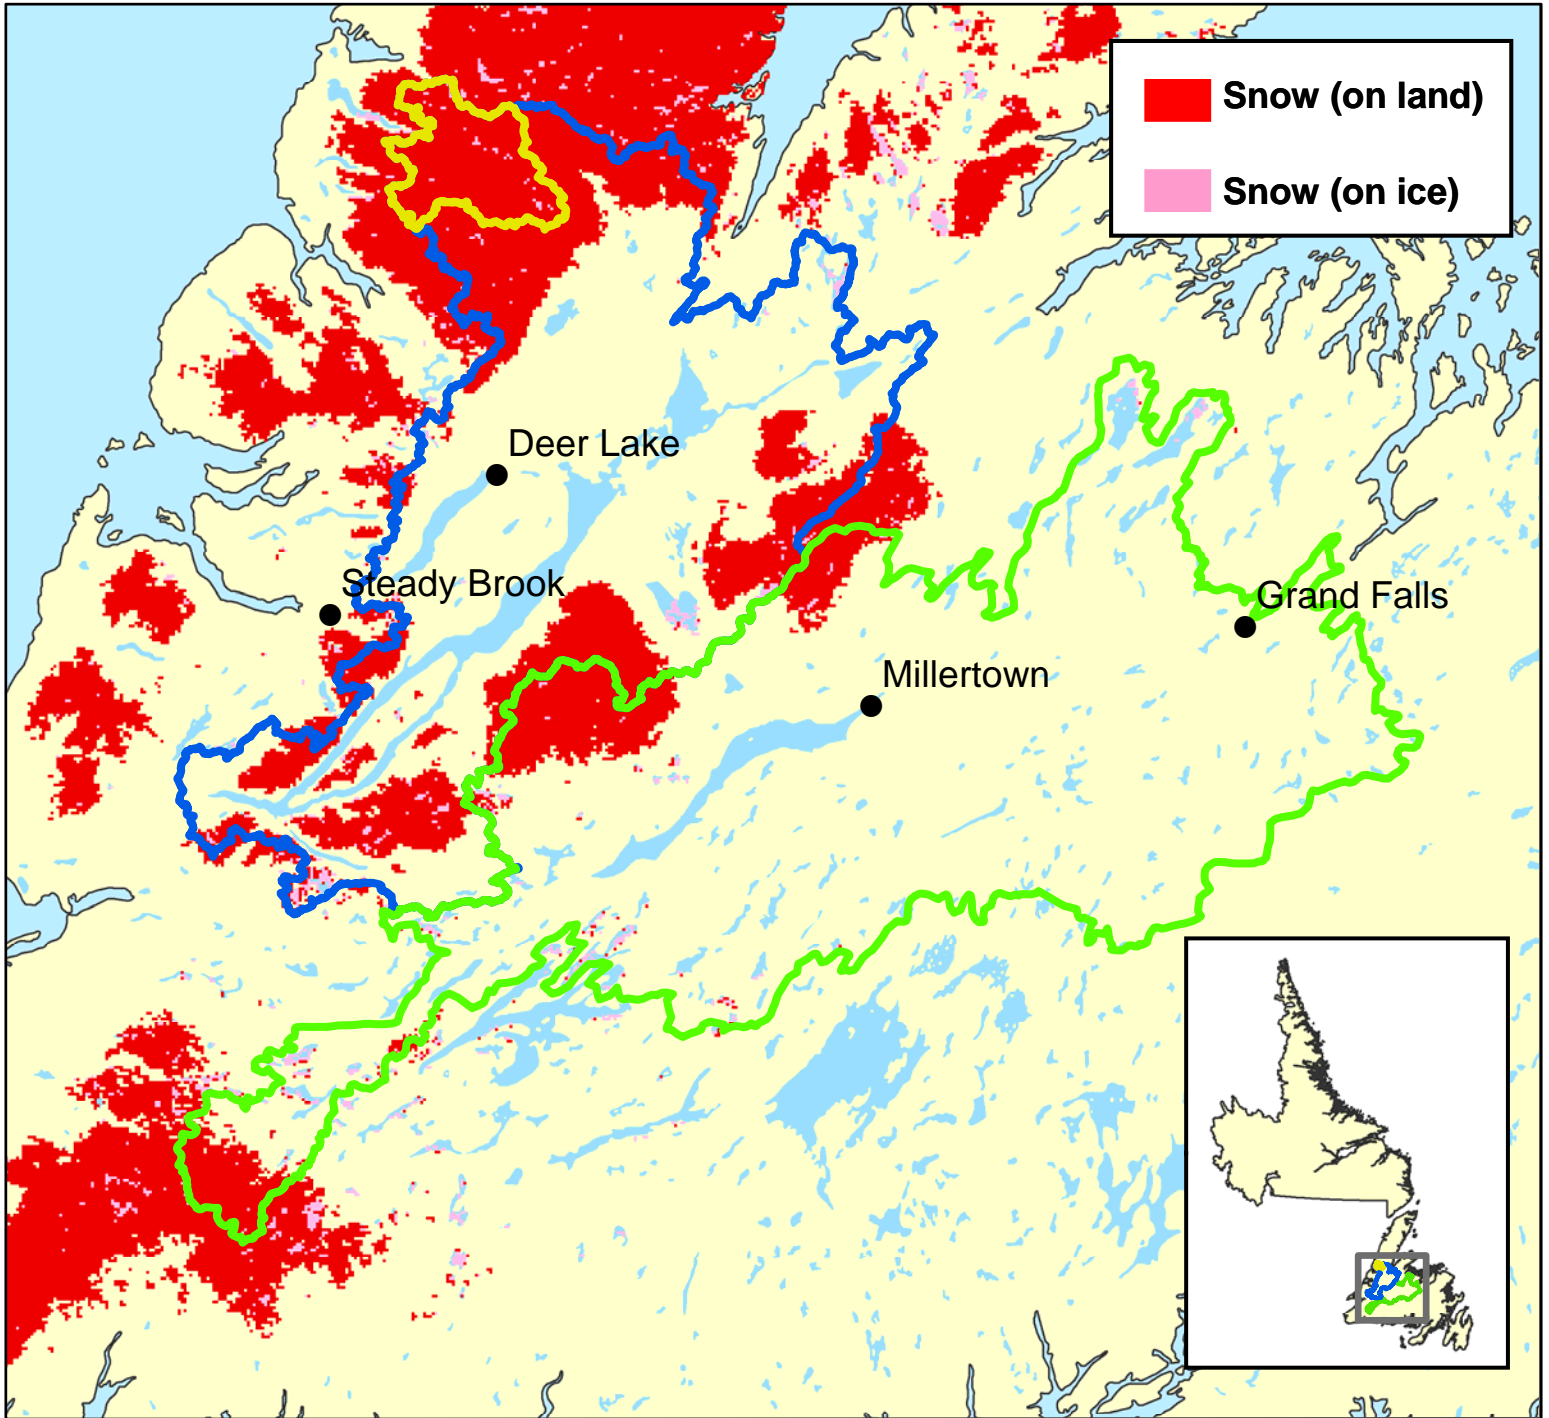 Snow (on land)
Snow (on ice)
Deer Lake
Steady Brook
Grand Falls
Millertown